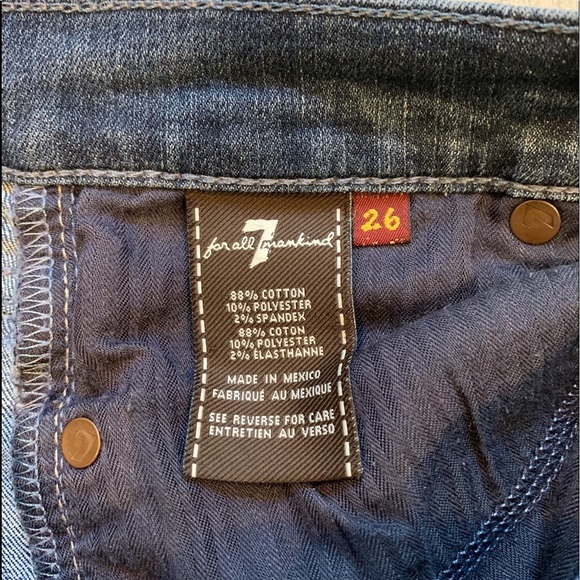 7 for all mankind
26
88% COTTON
10% POLYESTER
2% SPANDEX
88% COTON
10% POLYESTER
2% ÉLASTHANNE
MADE IN MEXICO
FABRIQUÉ AU MEXIQUE
SEE REVERSE FOR CARE
ENTRETIEN AU VERSO